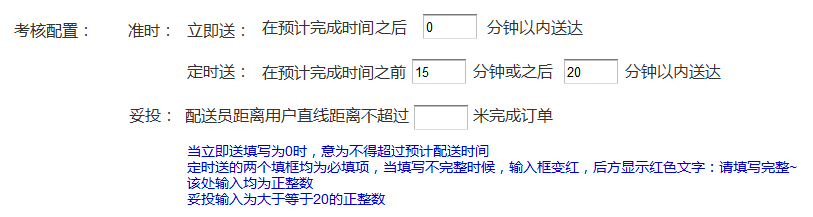 考核配置： 准时： 立即送： 在预计完成时间之后 0 分钟以内送达
定时送： 在预计完成时间之前 15 分钟或之后 20 分钟以内送达
妥投： 配送员距离用户直线距离不超过 米完成订单
当立即送填写为0时，意为不得超过预计配送时间
定时送的两个填框均为必填项，当填写不完整时候，输入框变红，后方显示红色文字：请填写完整~
该处输入均为正整数
妥投输入为大于等于20的正整数